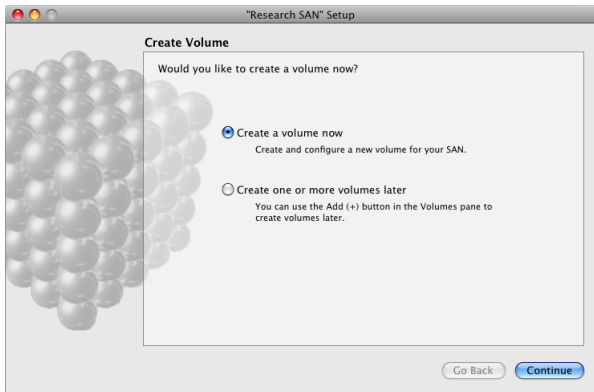 "Research SAN" Setup
Create Volume
Would you like to create a volume now?
Create a volume now
Create and configure a new volume for your SAN.
Create one or more volumes later
You can use the Add (+) button in the Volumes pane to
create volumes later.
Go Back
Continue